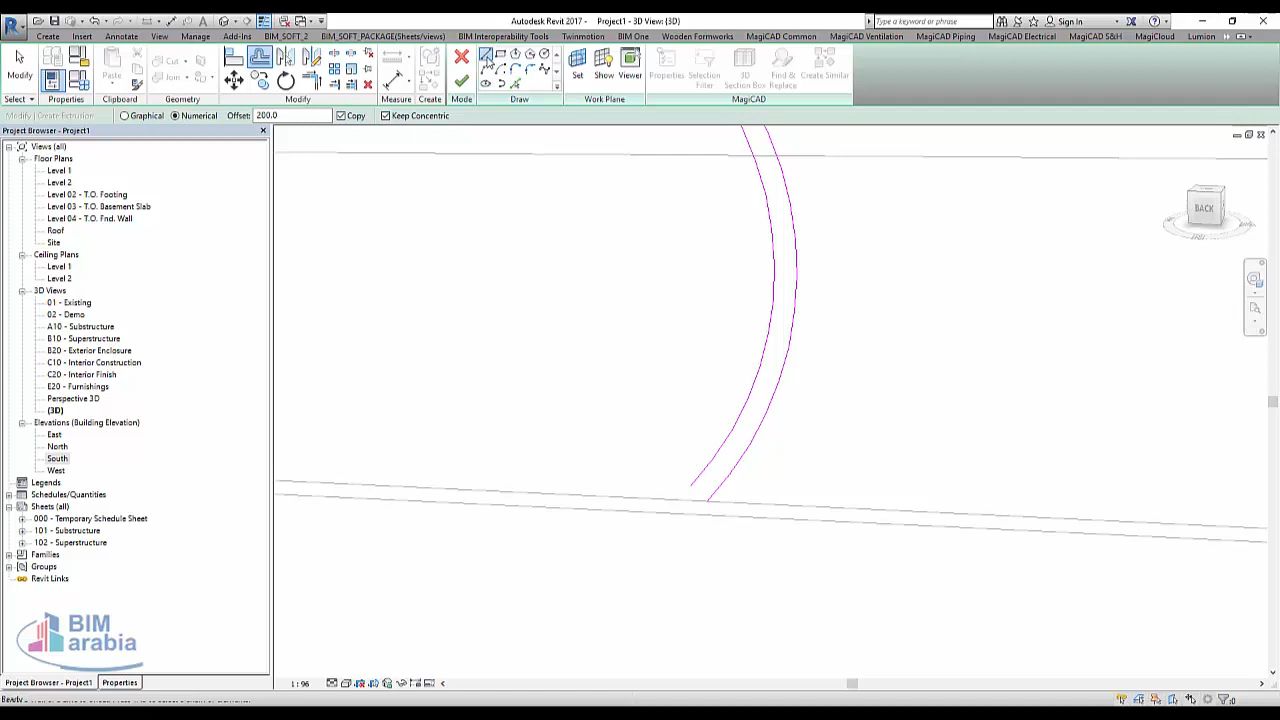 Autodesk Revit 2017 - Project1 - 3D View: {3D}
Type a keyword or phrase
Sign In
Create Insert Annotate View Manage Add-Ins BIM_SOFT_2 BIM_SOFT_PACKAGE(Sheets/views) BIM Interoperability Tools Twinmotion BIM One Wooden Formworks MagiCAD Common MagiCAD Ventilation MagiCAD Piping MagiCAD Electrical MagiCAD S&H MagiCloud Lumion
Modify Paste Cut Join Set Show Viewer Properties Selection Filter 3D Section Box Find & Replace Create Similar
Select Properties Clipboard Geometry Modify Measure Create Mode Draw Work Plane MagiCAD
Modify | Create Extrusion Graphical Numerical Offset: 200.0 Copy Keep Concentric
Project Browser - Project1
Views (all)
Floor Plans
Level 1
Level 2
Level 02 - T.O. Footing
Level 03 - T.O. Basement Slab
Level 04 - T.O. Fnd. Wall
Roof
Site
Ceiling Plans
Level 1
Level 2
3D Views
01 - Existing
02 - Demo
A10 - Substructure
B10 - Superstructure
B20 - Exterior Enclosure
C10 - Interior Construction
C20 - Interior Finish
E20 - Furnishings
Perspective 3D
{3D}
Elevations (Building Elevation)
East
North
South
West
Legends
Schedules/Quantities
Sheets (all)
000 - Temporary Schedule Sheet
101 - Substructure
102 - Superstructure
Families
Groups
Revit Links
BACK
BIM
arabia
Project Browser - Project1 Properties
1 : 96
Ready
:0